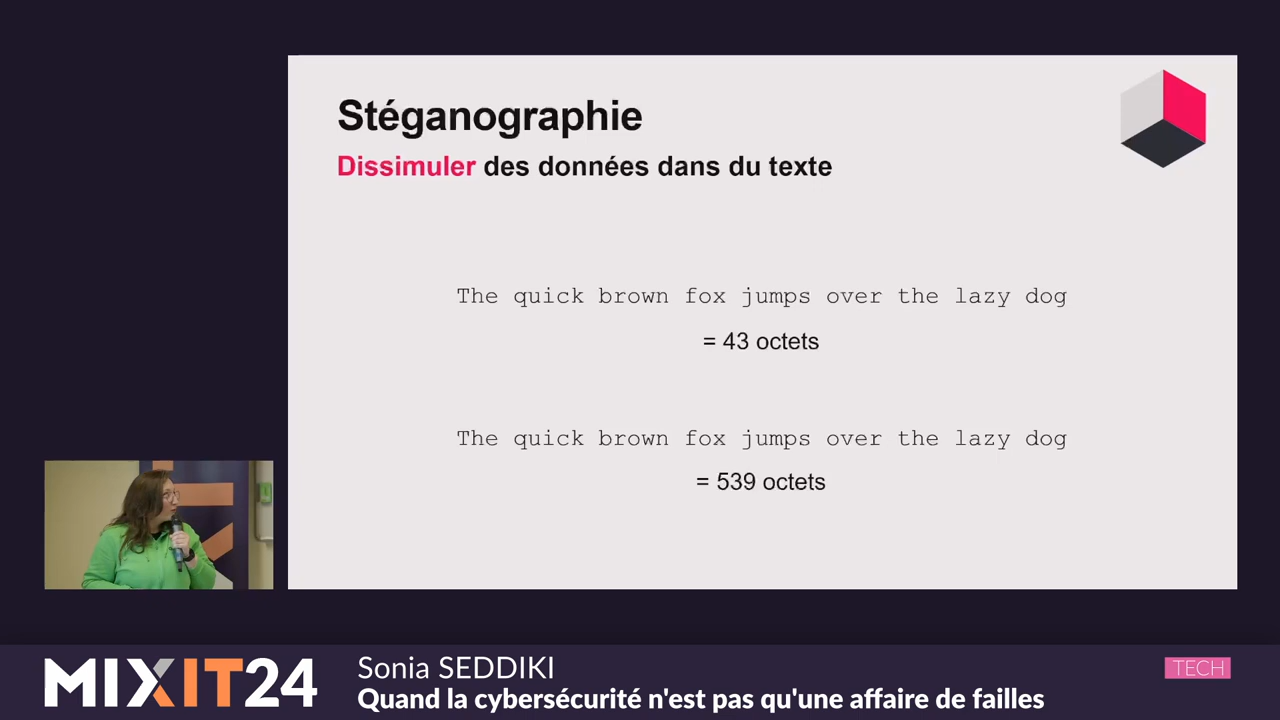 Stéganographie
Dissimuler des données dans du texte
The quick brown fox jumps over the lazy dog
= 43 octets
The quick brown fox jumps over the lazy dog
= 539 octets
MIXIT24
Sonia SEDDIKI
TECH
Quand la cybersécurité n'est pas qu'une affaire de failles